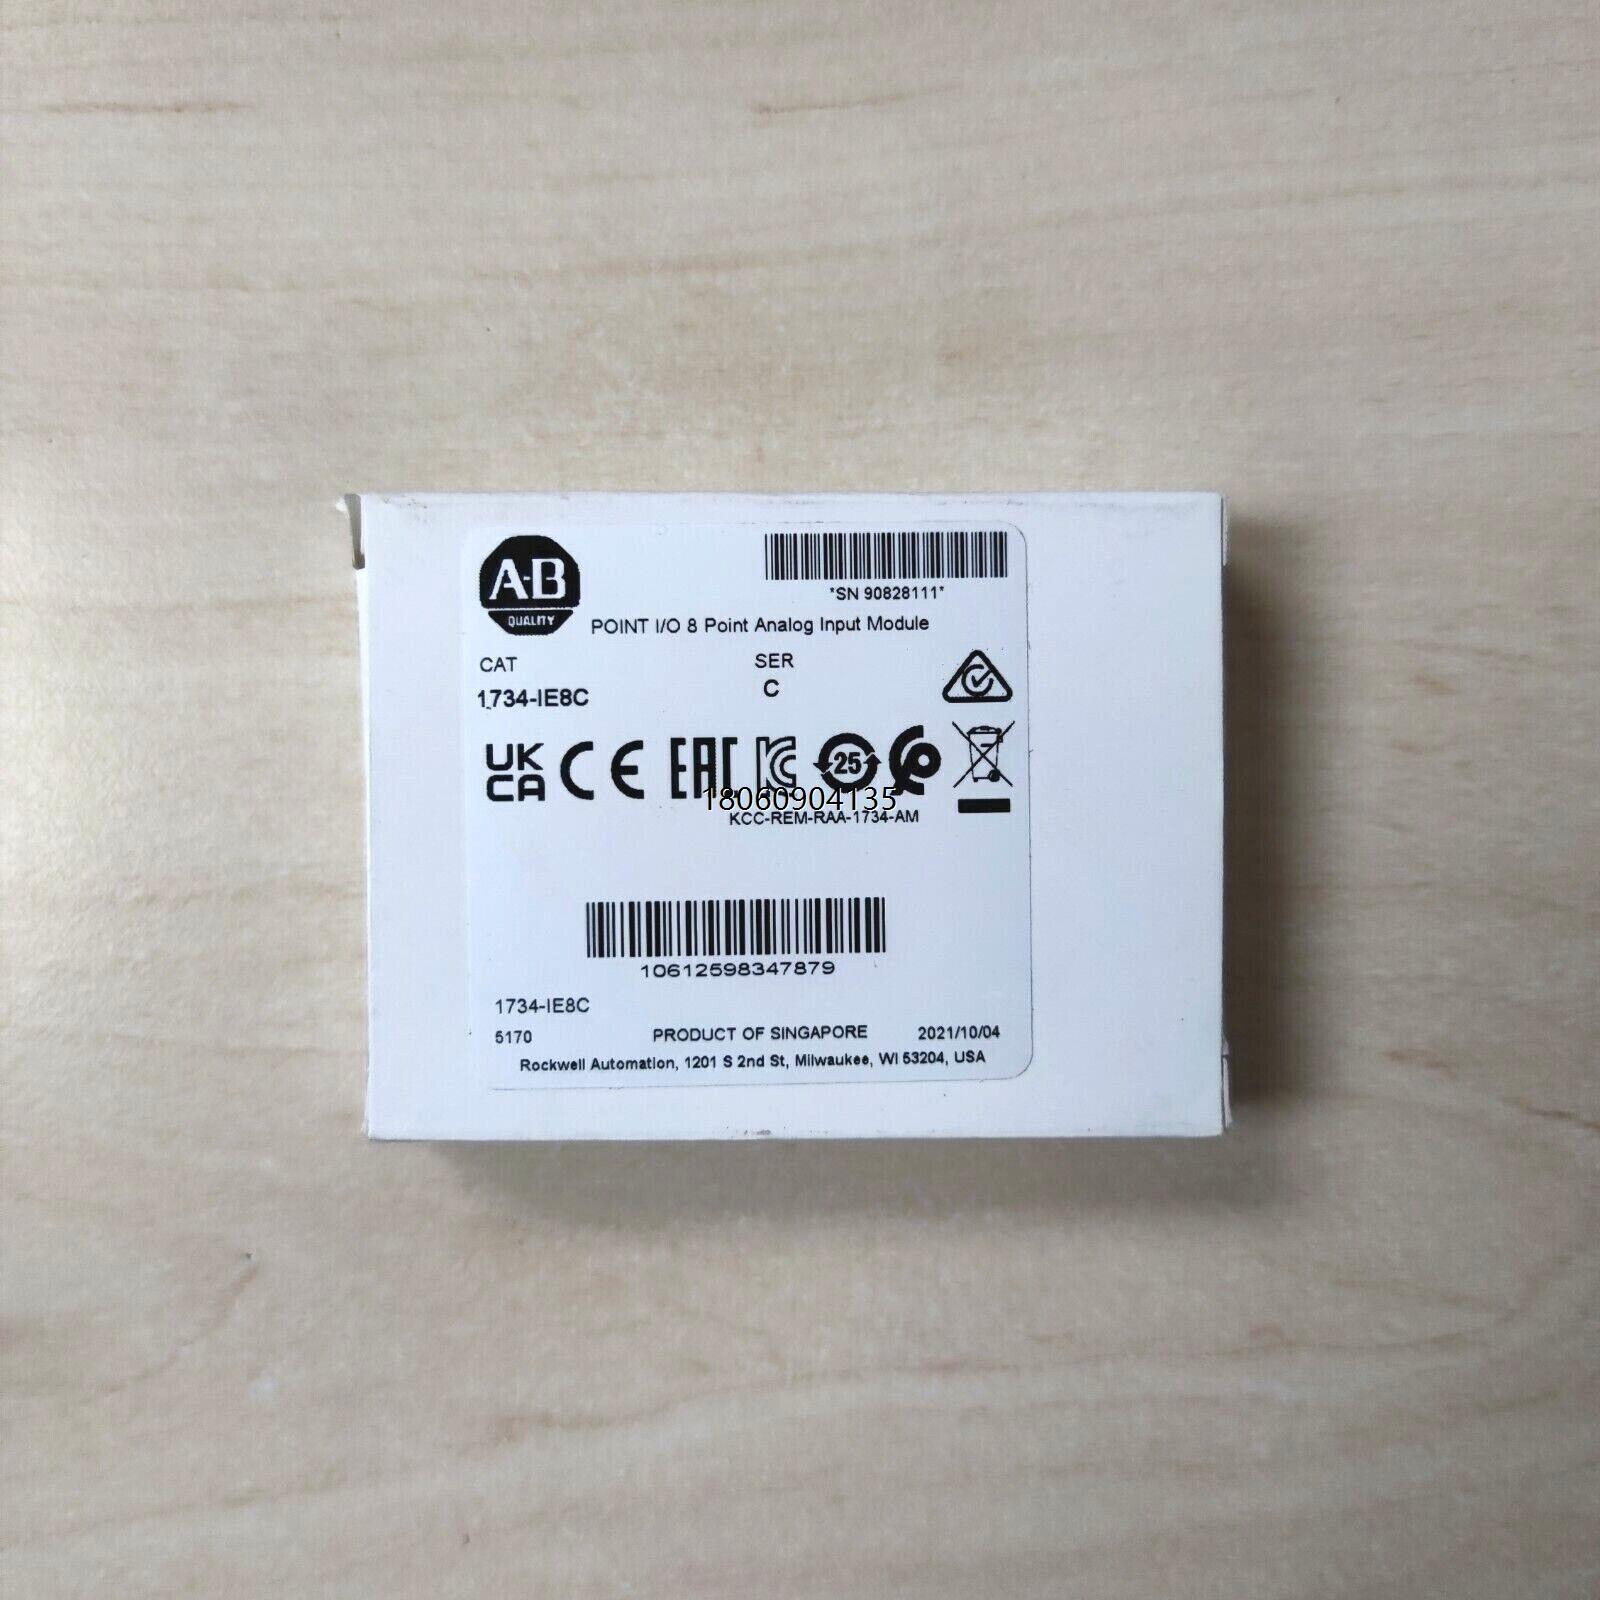 A-B
QUALITY
*SN 90828111*
POINT I/O 8 Point Analog Input Module
CAT
SER
1734-IE8C
C
UK
CA
CE
EAC
KC
25
18060904135
KCC-REM-RAA-1734-AM
10612598347879
1734-IE8C
5170
PRODUCT OF SINGAPORE
2021/10/04
Rockwell Automation, 1201 S 2nd St, Milwaukee, WI 53204, USA